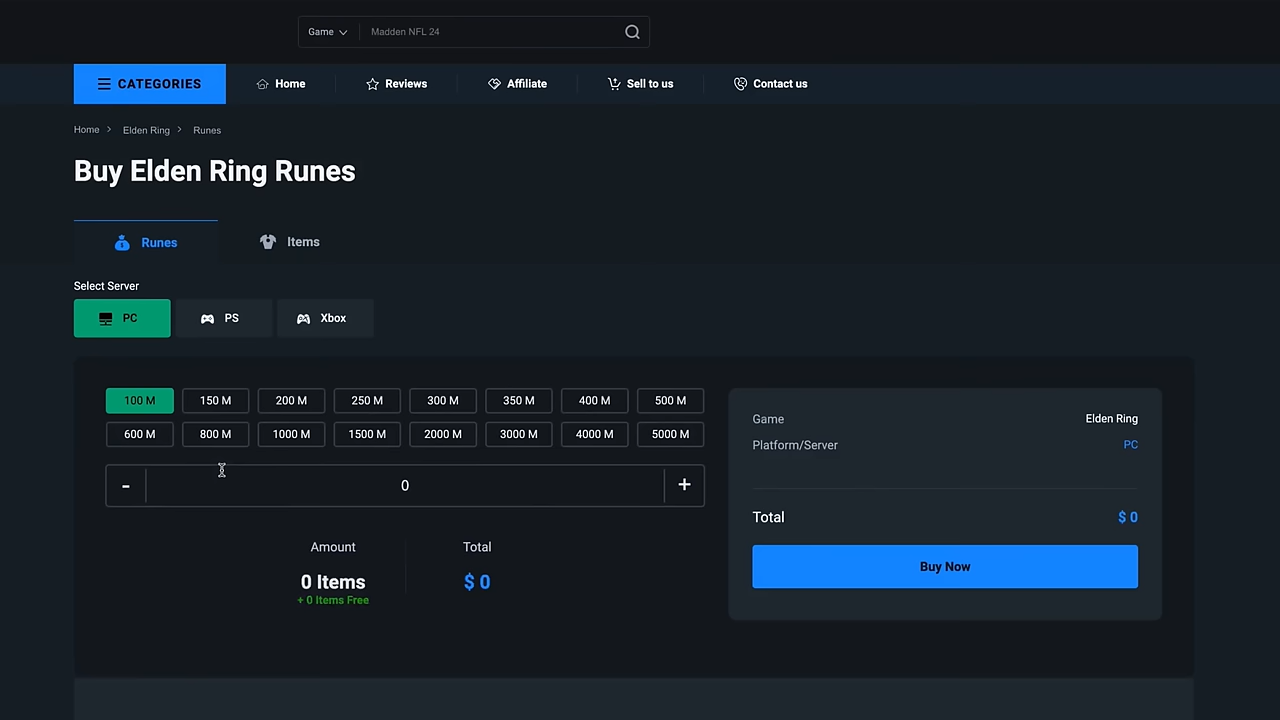 Game
Madden NFL 24
CATEGORIES
Home
Reviews
Affiliate
Sell to us
Contact us
Home > Elden Ring > Runes
Buy Elden Ring Runes
Runes
Items
Select Server
PC
PS
Xbox
100 M 150 M 200 M 250 M 300 M 350 M 400 M 500 M
600 M 800 M 1000 M 1500 M 2000 M 3000 M 4000 M 5000 M
- 0 +
Amount
0 Items
+ 0 Items Free
Total
$ 0
Game Elden Ring
Platform/Server PC
Total $ 0
Buy Now